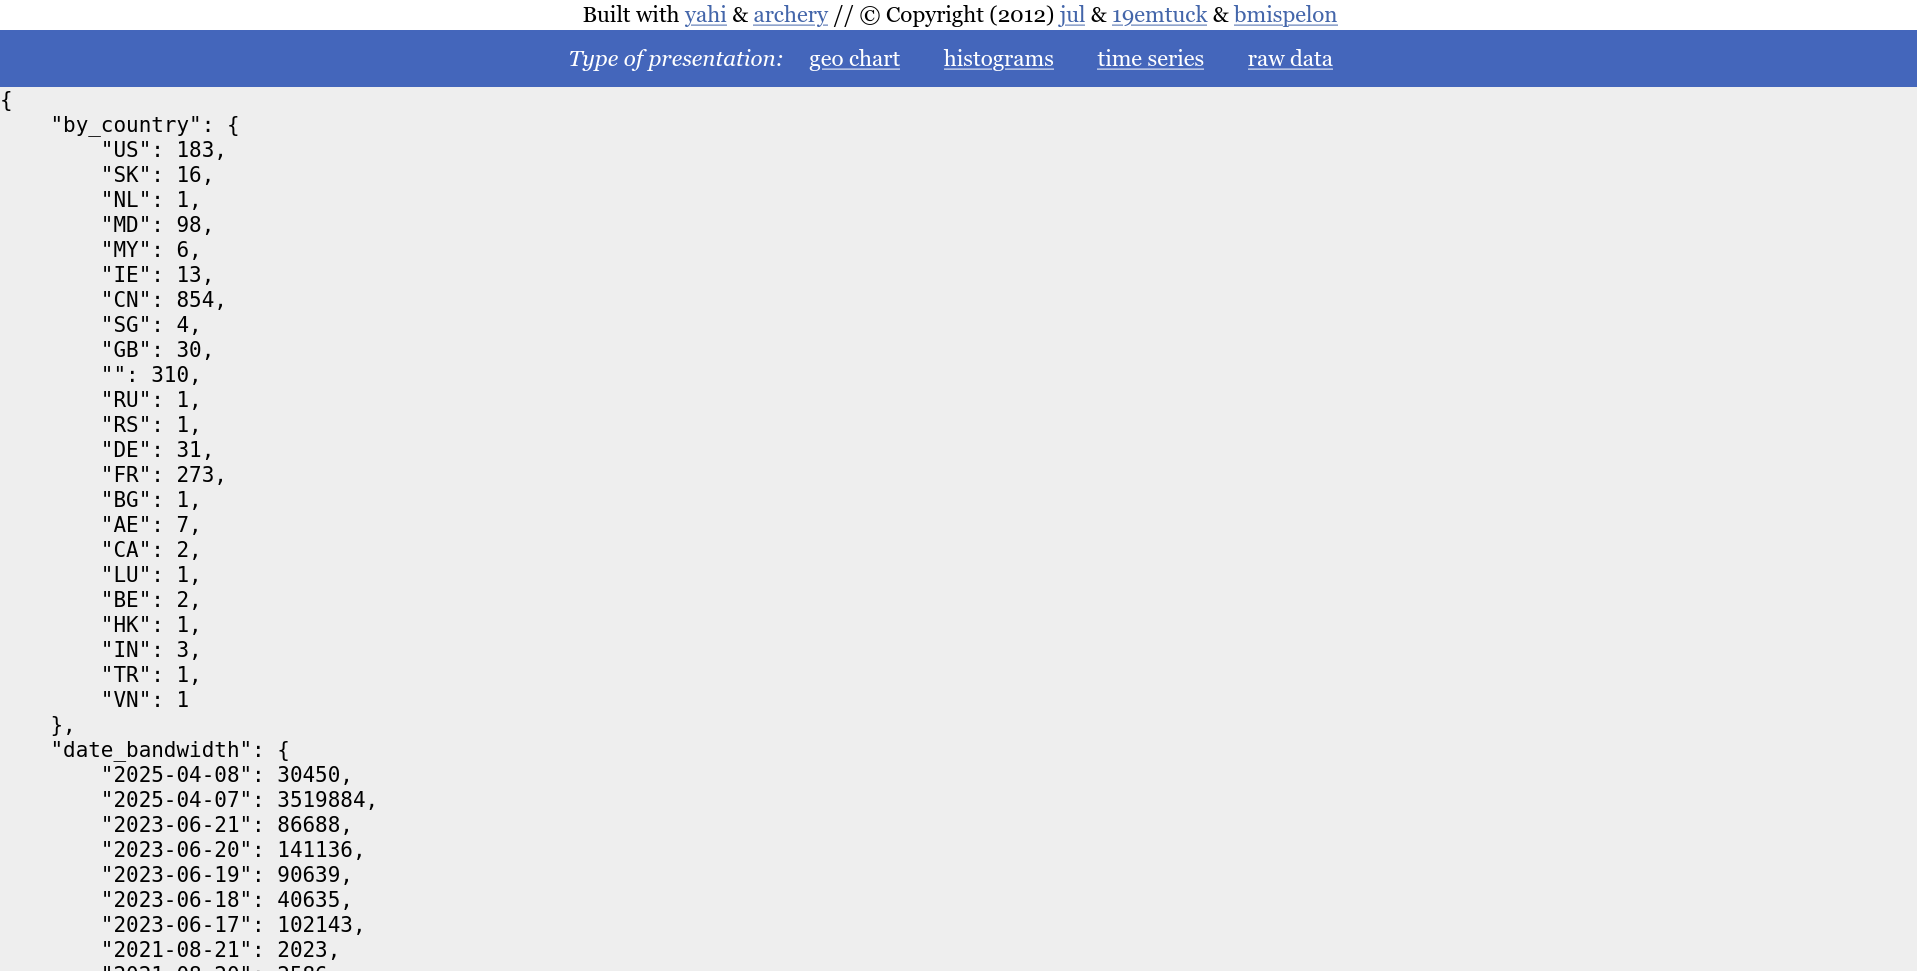 Built with yahi & archery // © Copyright (2012) jul & 19emtuck & bmispelon
Type of presentation: geo chart histograms time series raw data
{
    "by_country": {
        "US": 183,
        "SK": 16,
        "NL": 1,
        "MD": 98,
        "MY": 6,
        "IE": 13,
        "CN": 854,
        "SG": 4,
        "GB": 30,
        "": 310,
        "RU": 1,
        "RS": 1,
        "DE": 31,
        "FR": 273,
        "BG": 1,
        "AE": 7,
        "CA": 2,
        "LU": 1,
        "BE": 2,
        "HK": 1,
        "IN": 3,
        "TR": 1,
        "VN": 1
    },
    "date_bandwidth": {
        "2025-04-08": 30450,
        "2025-04-07": 3519884,
        "2023-06-21": 86688,
        "2023-06-20": 141136,
        "2023-06-19": 90639,
        "2023-06-18": 40635,
        "2023-06-17": 102143,
        "2021-08-21": 2023,